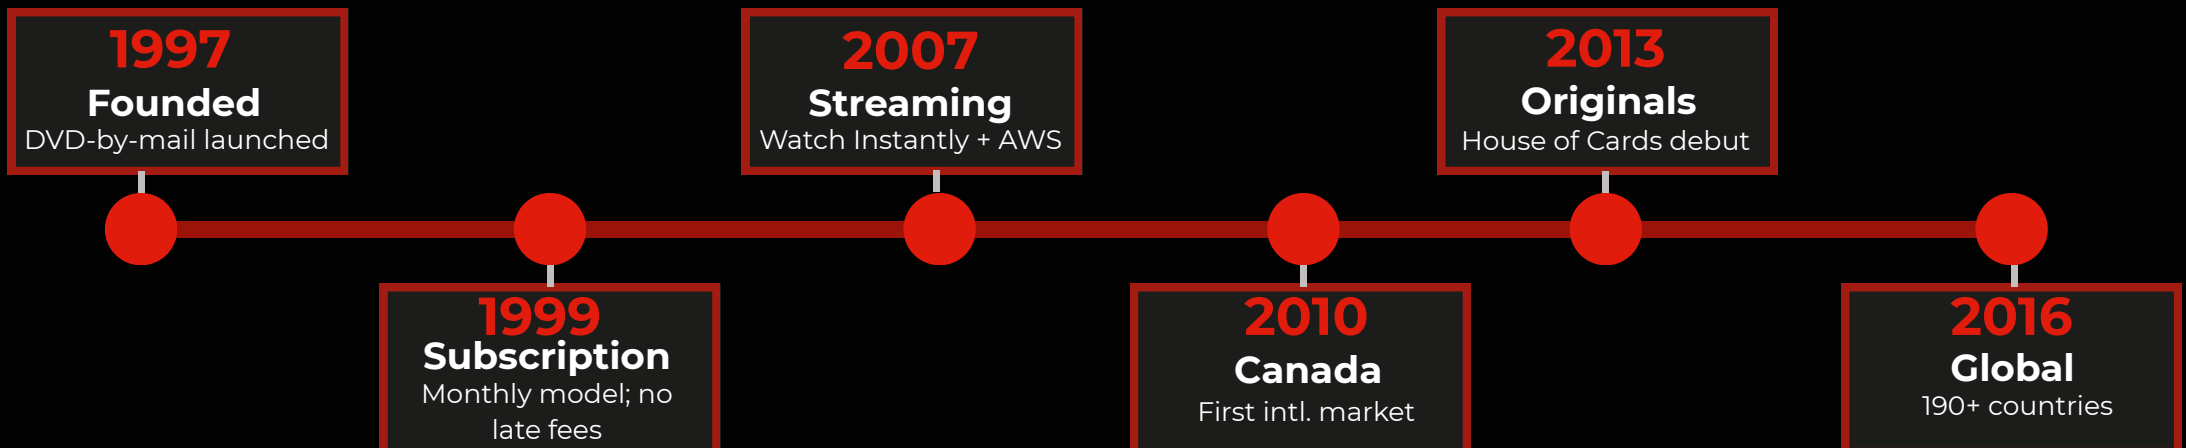 1997
Founded
DVD-by-mail launched
1999
Subscription
Monthly model; no
late fees
2007
Streaming
Watch Instantly + AWS
2010
Canada
First intl. market
2013
Originals
House of Cards debut
2016
Global
190+ countries